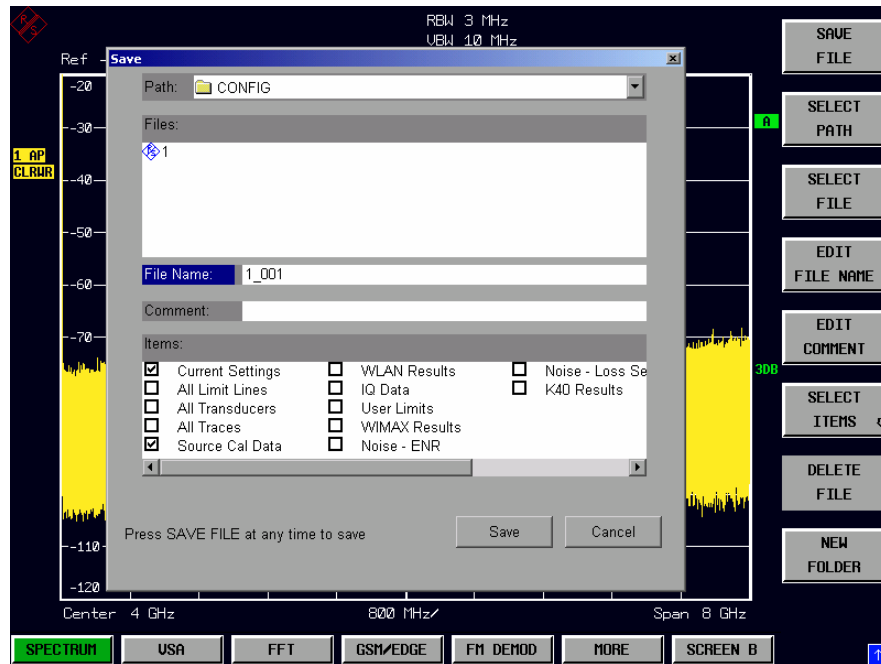 RBW 3 MHz
VBW 10 MHz
Ref -
Save
Path: CONFIG
Files:
1
File Name: 1_001
Comment:
Items:
Current Settings WLAN Results Noise - Loss Se
All Limit Lines IQ Data K40 Results
All Transducers User Limits
All Traces WIMAX Results
Source Cal Data Noise - ENR
Press SAVE FILE at any time to save
Save
Cancel
-20
-30
-40
-50
-60
-70
-110
-120
1 AP
CLRWR
A
3DB
Center 4 GHz
800 MHz/
Span 8 GHz
SAVE
FILE
SELECT
PATH
SELECT
FILE
EDIT
FILE NAME
EDIT
COMMENT
SELECT
ITEMS
DELETE
FILE
NEW
FOLDER
SPECTRUM
VSA
FFT
GSM/EDGE
FM DEMOD
MORE
SCREEN B